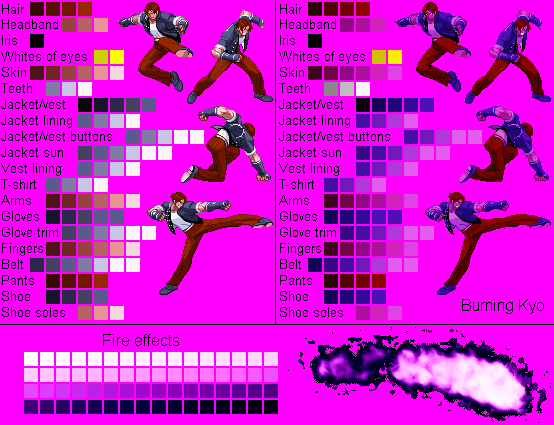 Hair
Headband
Iris
Whites of eyes
Skin
Teeth
Jacket/vest
Jacket lining
Jacket/vest buttons
Jacket sun
Vest lining
T-shirt
Arms
Gloves
Glove trim
Fingers
Belt
Pants
Shoe
Shoe soles
Hair
Headband
Iris
Whites of eyes
Skin
Teeth
Jacket/vest
Jacket lining
Jacket/vest buttons
Jacket sun
Vest lining
T-shirt
Arms
Gloves
Glove trim
Fingers
Belt
Pants
Shoe
Shoe soles
Burning Kyo
Fire effects